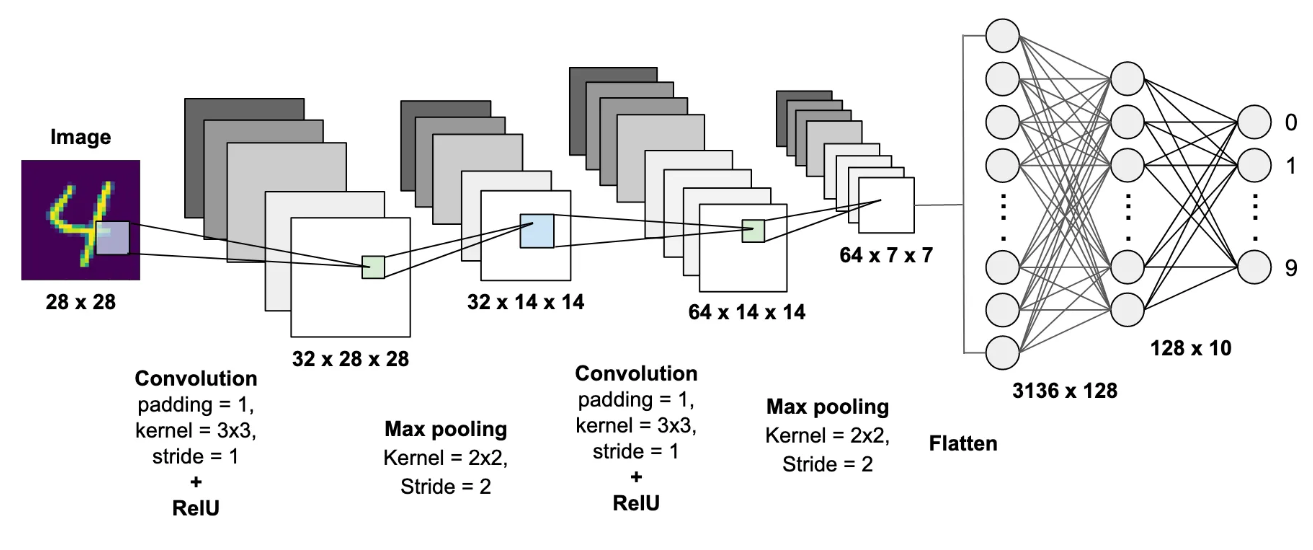 Image
28 x 28
32 x 28 x 28
Convolution
padding = 1,
kernel = 3x3,
stride = 1
+
RelU
32 x 14 x 14
Max pooling
Kernel = 2x2,
Stride = 2
64 x 14 x 14
Convolution
padding = 1,
kernel = 3x3,
stride = 1
+
RelU
64 x 7 x 7
Max pooling
Kernel = 2x2,
Stride = 2
Flatten
3136 x 128
128 x 10
0
1
9